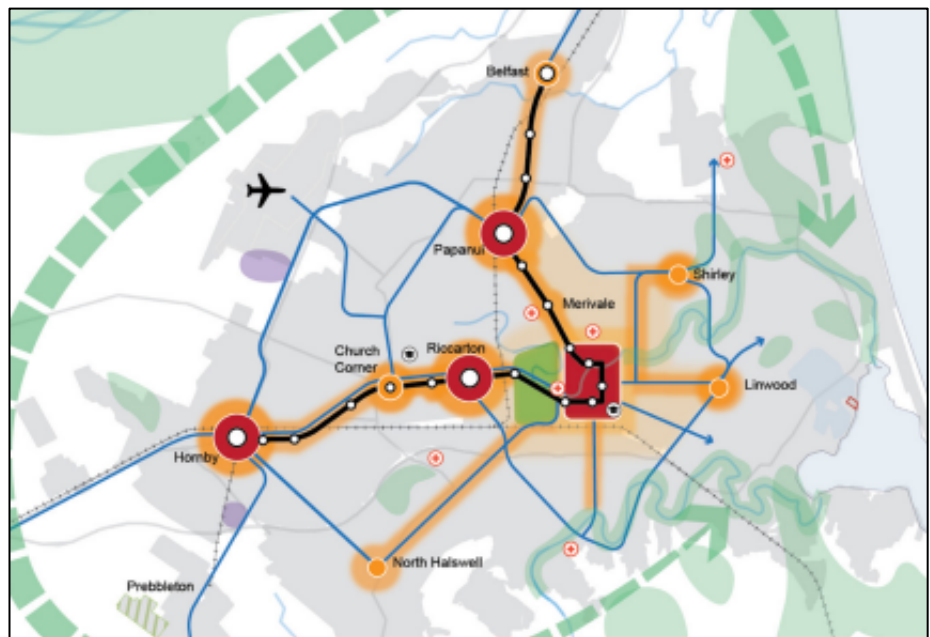 Belfast
Papanui
Shirley
Merivale
Church
Corner
Riccarton
Linwood
Hornby
North Halswell
Prebbleton